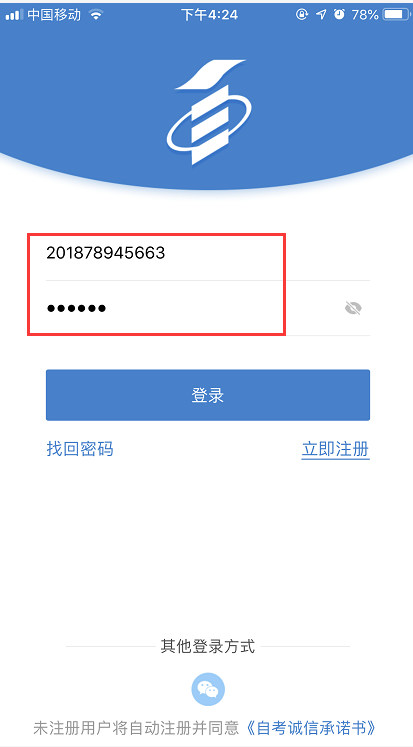 中国移动 下午4:24 78%
201878945663
••••••
登录
找回密码 立即注册
其他登录方式
未注册用户将自动注册并同意《自考诚信承诺书》